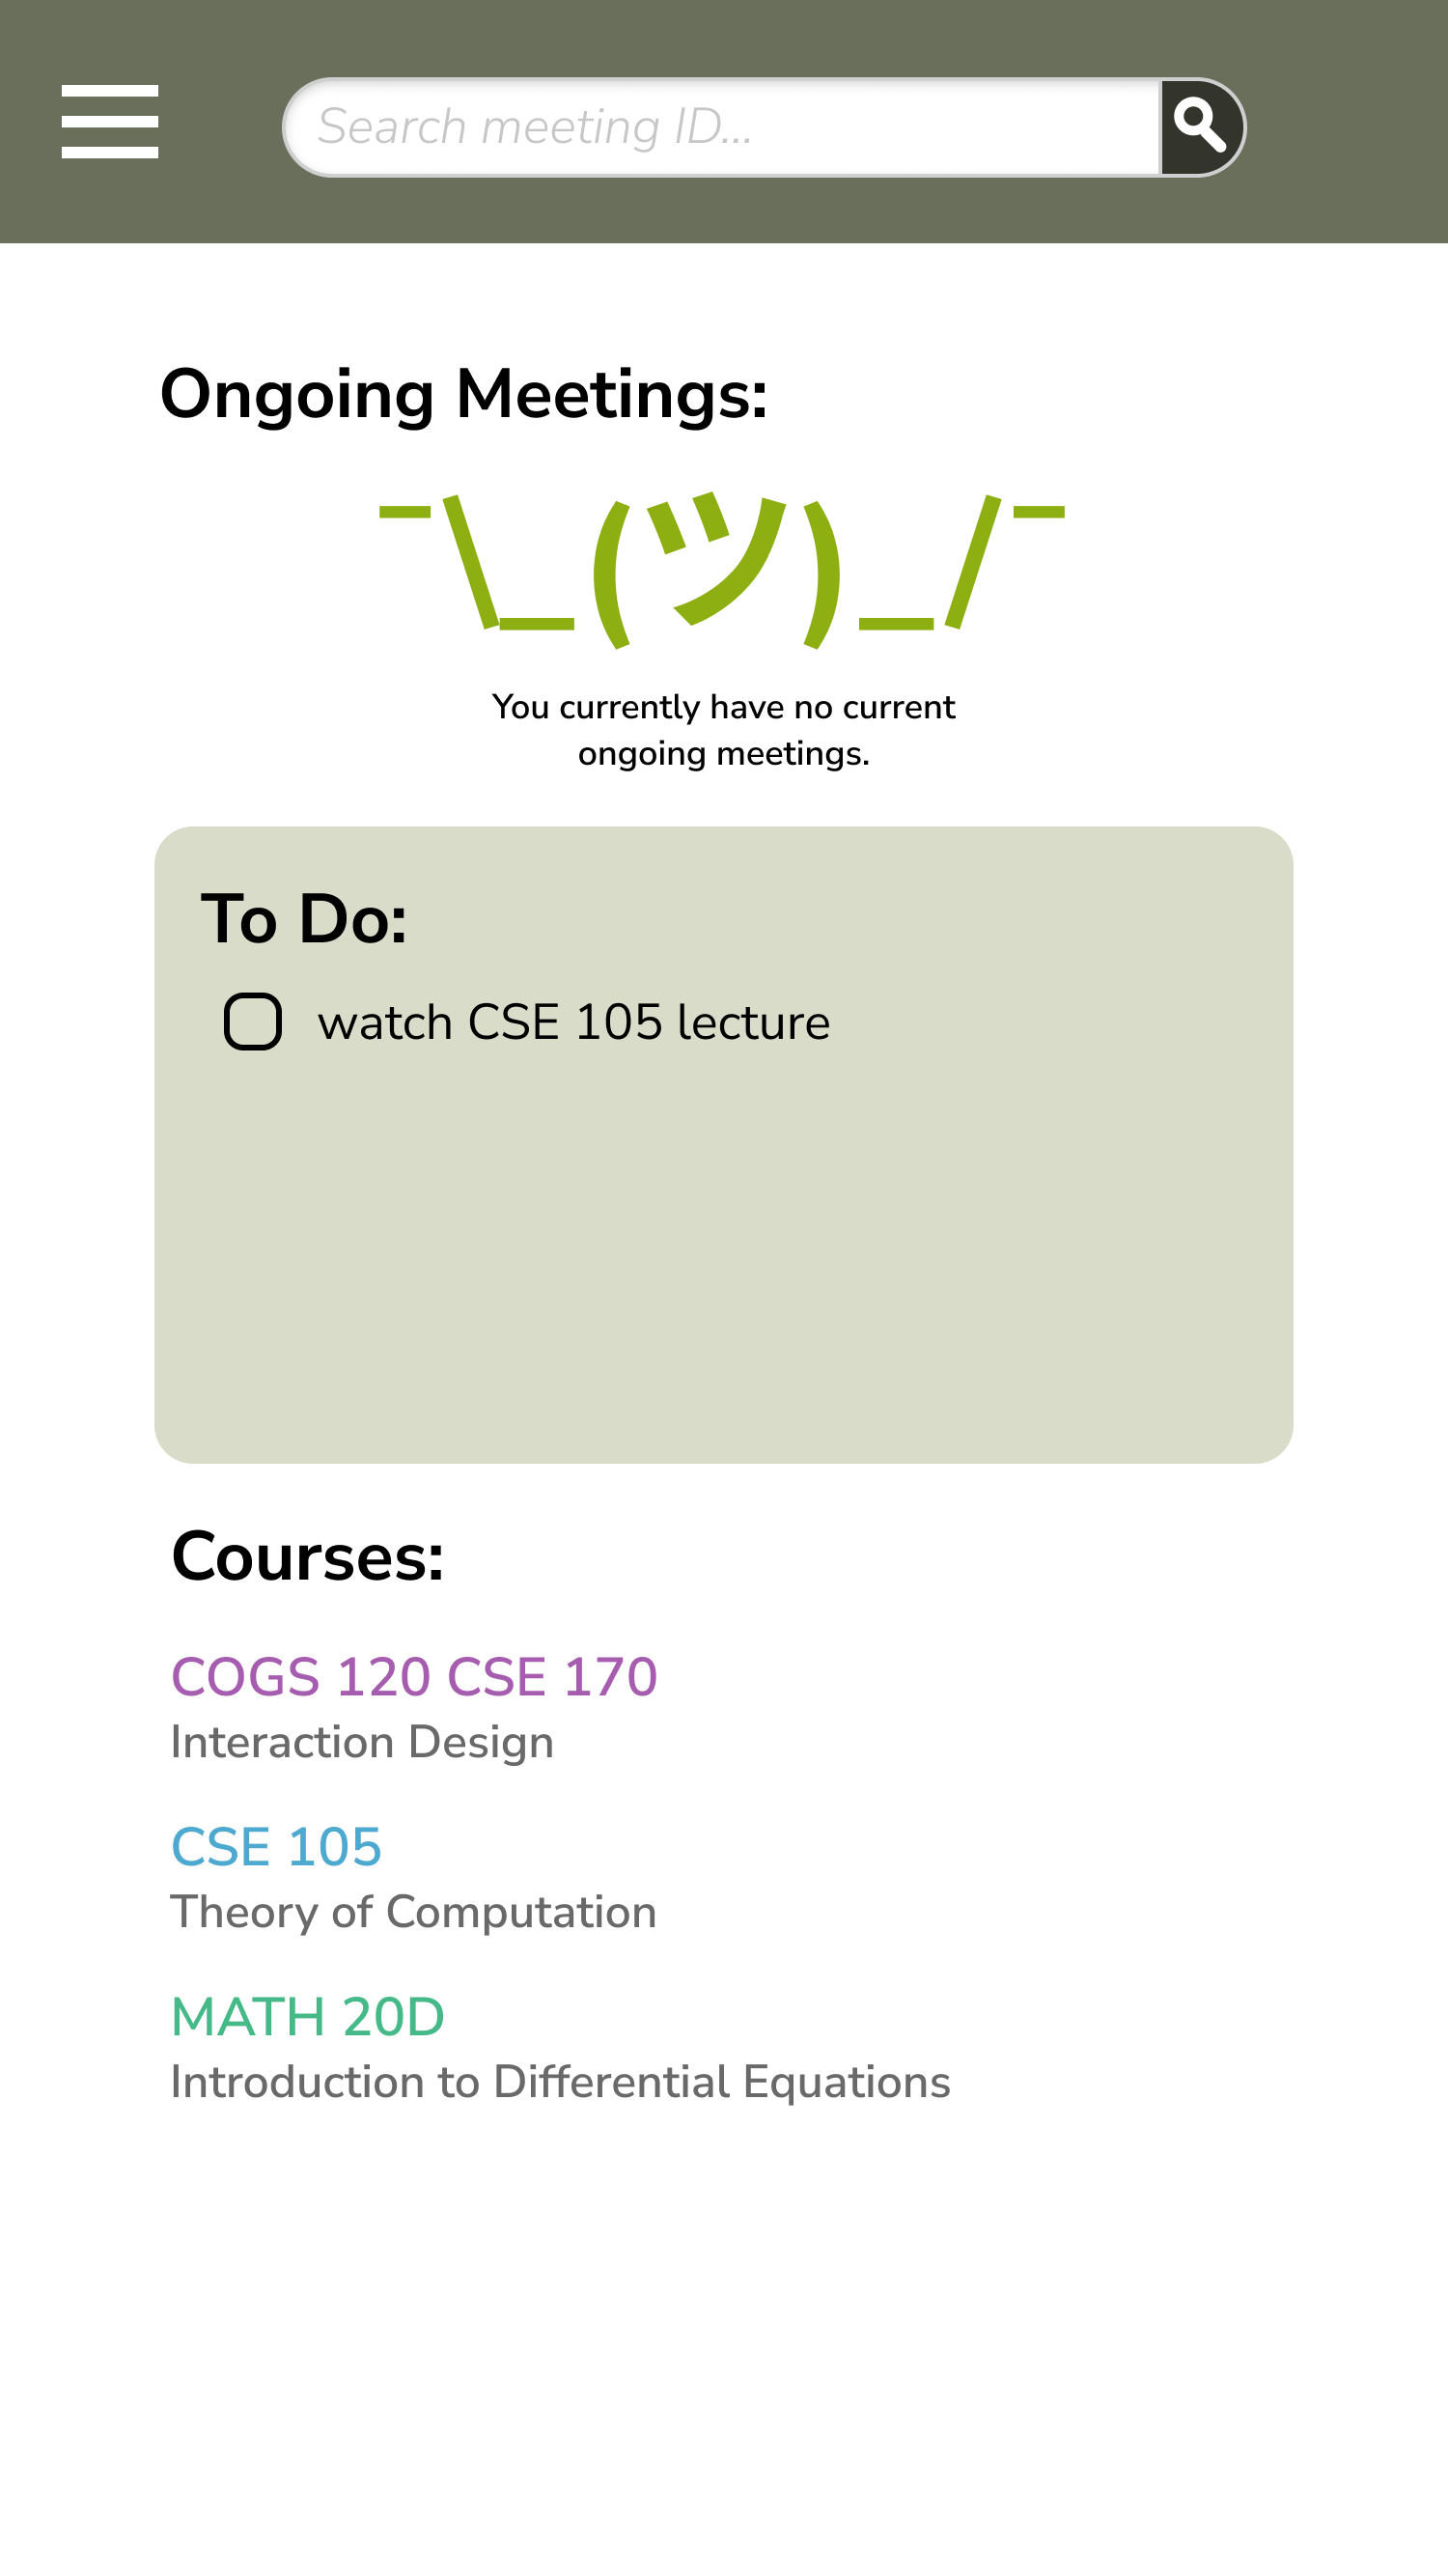 Search meeting ID...
Ongoing Meetings:
¯\_(ツ)_/¯
You currently have no current
ongoing meetings.
To Do:
watch CSE 105 lecture
Courses:
COGS 120 CSE 170
Interaction Design
CSE 105
Theory of Computation
MATH 20D
Introduction to Differential Equations